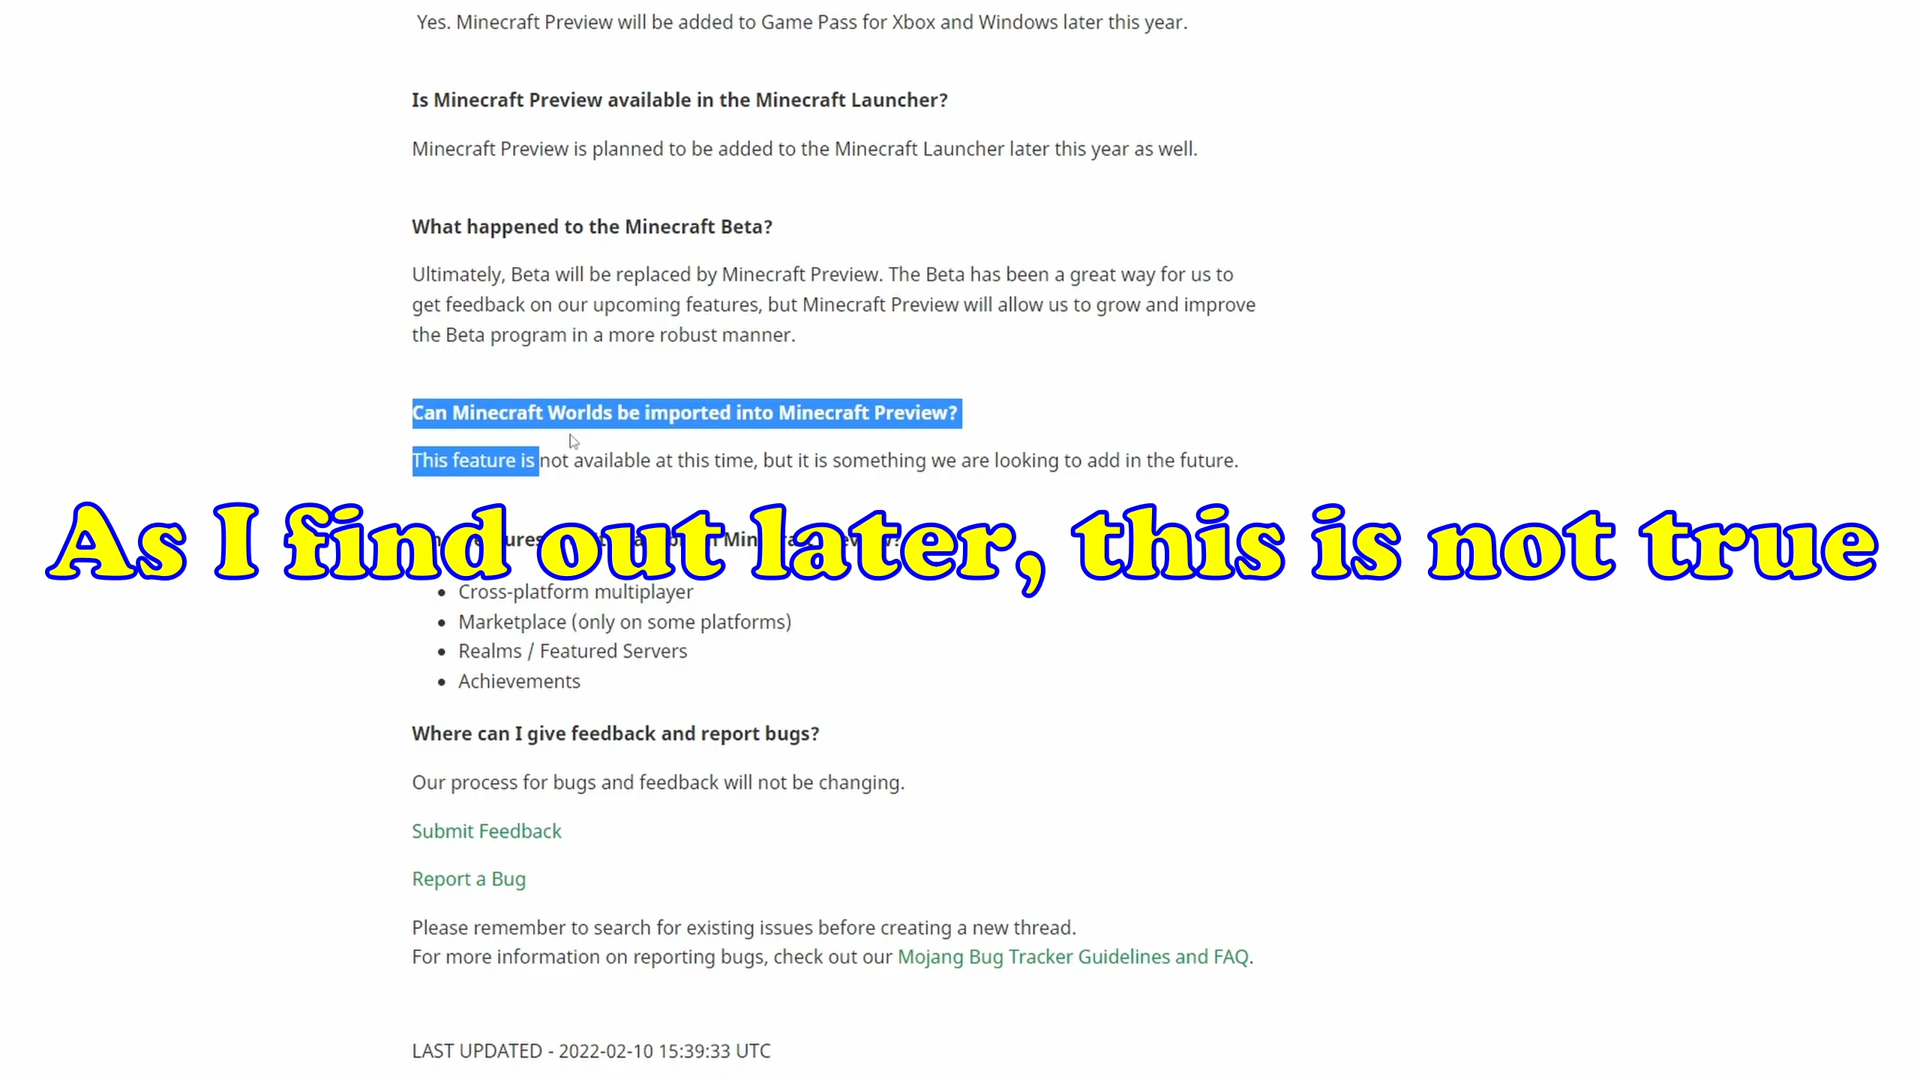 Yes. Minecraft Preview will be added to Game Pass for Xbox and Windows later this year.
Is Minecraft Preview available in the Minecraft Launcher?
Minecraft Preview is planned to be added to the Minecraft Launcher later this year as well.
What happened to the Minecraft Beta?
Ultimately, Beta will be replaced by Minecraft Preview. The Beta has been a great way for us to
get feedback on our upcoming features, but Minecraft Preview will allow us to grow and improve
the Beta program in a more robust manner.
Can Minecraft Worlds be imported into Minecraft Preview?
This feature is not available at this time, but it is something we are looking to add in the future.
As I find out later, this is not true
Cross-platform multiplayer
Marketplace (only on some platforms)
Realms / Featured Servers
Achievements
Where can I give feedback and report bugs?
Our process for bugs and feedback will not be changing.
Submit Feedback
Report a Bug
Please remember to search for existing issues before creating a new thread.
For more information on reporting bugs, check out our Mojang Bug Tracker Guidelines and FAQ.
LAST UPDATED - 2022-02-10 15:39:33 UTC